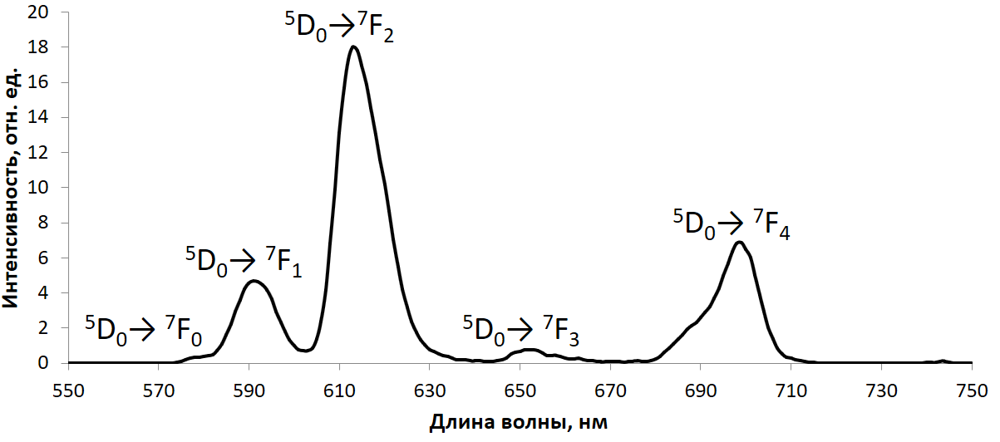 20
18
16
14
12
10
8
6
4
2
0
Интенсивность, отн. ед.
⁵D₀→⁷F₂
⁵D₀→ ⁷F₄
⁵D₀→ ⁷F₁
⁵D₀→ ⁷F₀
⁵D₀→ ⁷F₃
550 570 590 610 630 650 670 690 710 730 750
Длина волны, нм